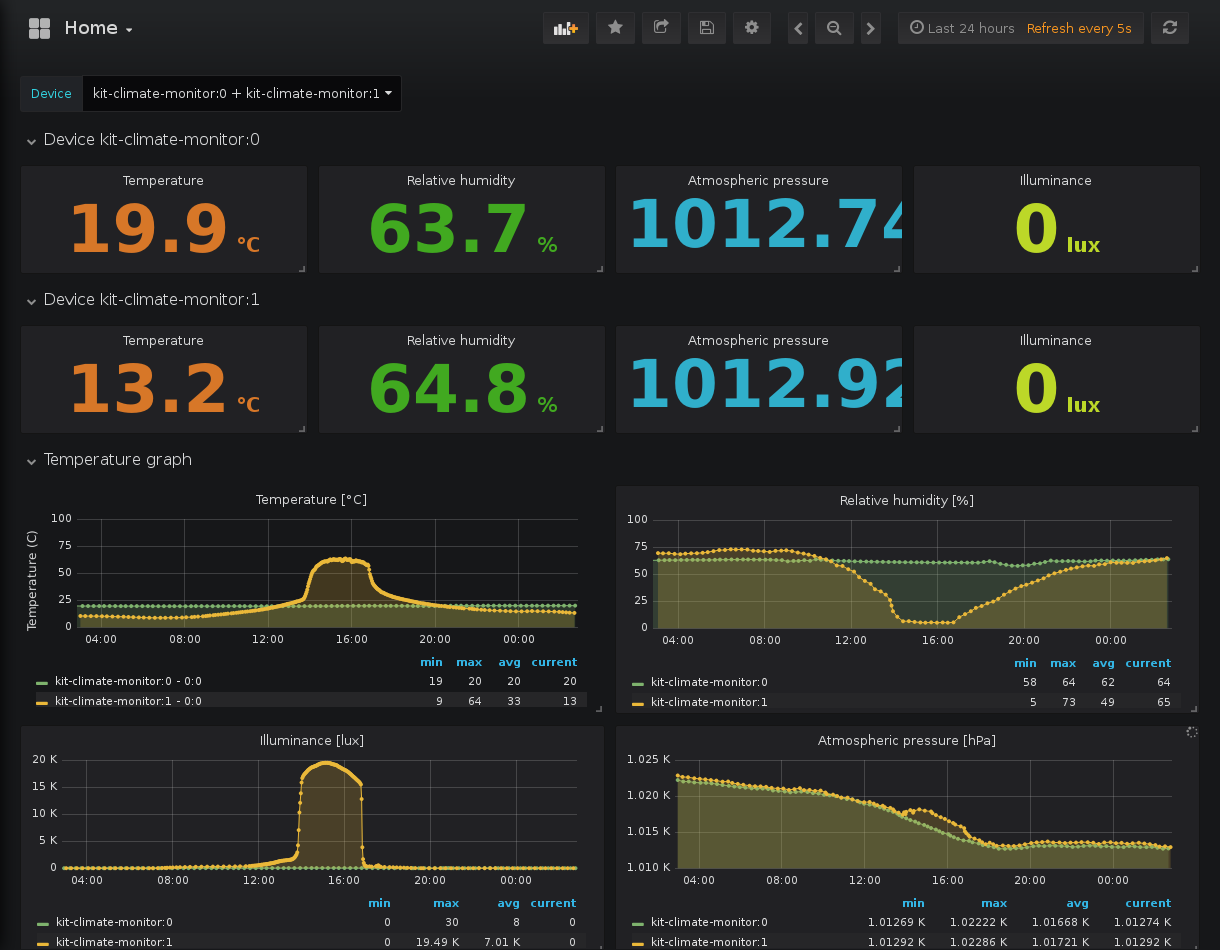 Home
Last 24 hours Refresh every 5s
Device kit-climate-monitor:0 + kit-climate-monitor:1
Device kit-climate-monitor:0
Temperature Relative humidity Atmospheric pressure Illuminance
19.9 °C 63.7 % 1012.74 0 lux
Device kit-climate-monitor:1
Temperature Relative humidity Atmospheric pressure Illuminance
13.2 °C 64.8 % 1012.92 0 lux
Temperature graph
Temperature [°C]
Temperature (C)
100
75
50
25
0
04:00 08:00 12:00 16:00 20:00 00:00
min max avg current
kit-climate-monitor:0 - 0:0 19 20 20 20
kit-climate-monitor:1 - 0:0 9 64 33 13
Relative humidity [%]
100
75
50
25
0
04:00 08:00 12:00 16:00 20:00 00:00
min max avg current
kit-climate-monitor:0 58 64 62 64
kit-climate-monitor:1 5 73 49 65
Illuminance [lux]
20 K
15 K
10 K
5 K
0
04:00 08:00 12:00 16:00 20:00 00:00
min max avg current
kit-climate-monitor:0 0 30 8 0
kit-climate-monitor:1 0 19.49 K 7.01 K 0
Atmospheric pressure [hPa]
1.025 K
1.020 K
1.015 K
1.010 K
04:00 08:00 12:00 16:00 20:00 00:00
min max avg current
kit-climate-monitor:0 1.01269 K 1.02222 K 1.01668 K 1.01274 K
kit-climate-monitor:1 1.01292 K 1.02286 K 1.01721 K 1.01292 K